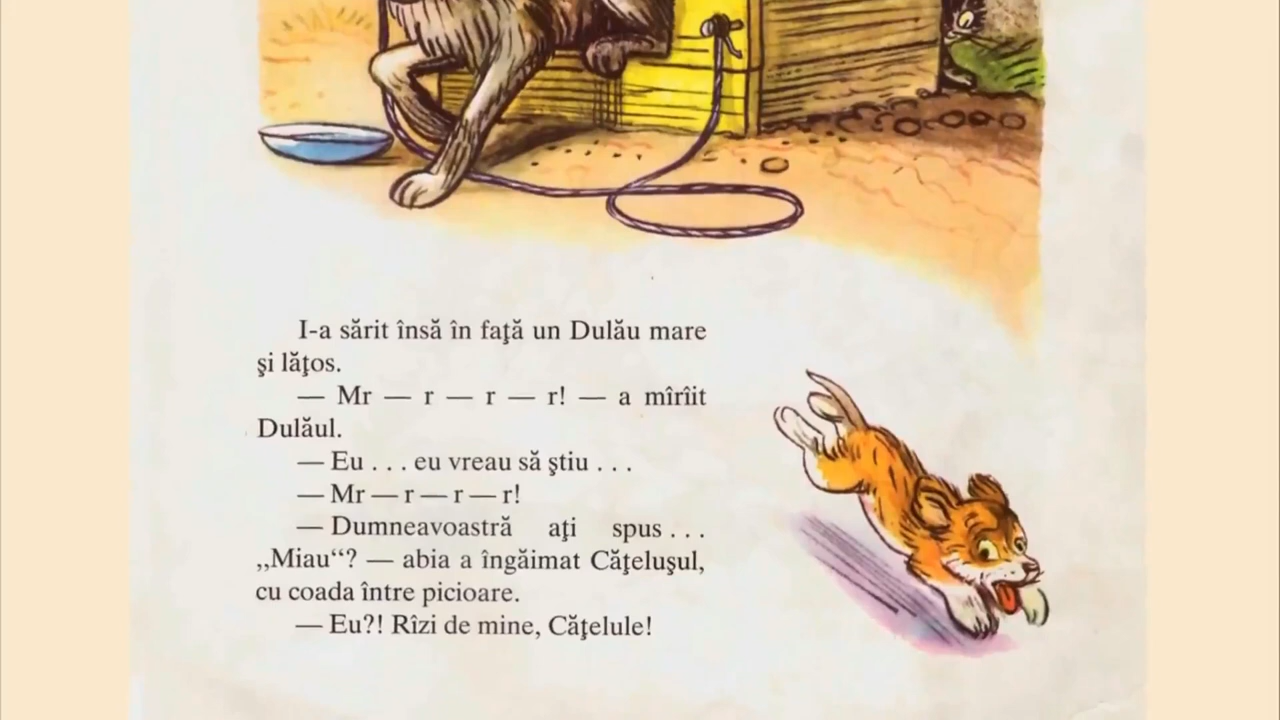 I-a sărit însă în faţă un Dulău mare
şi lăţos.
— Mr — r — r — r! — a mîrîit
Dulăul.
— Eu . . . eu vreau să ştiu . . .
— Mr — r — r — r!
— Dumneavoastră aţi spus . . .
„Miau“? — abia a îngăimat Căţeluşul,
cu coada între picioare.
— Eu?! Rîzi de mine, Căţelule!